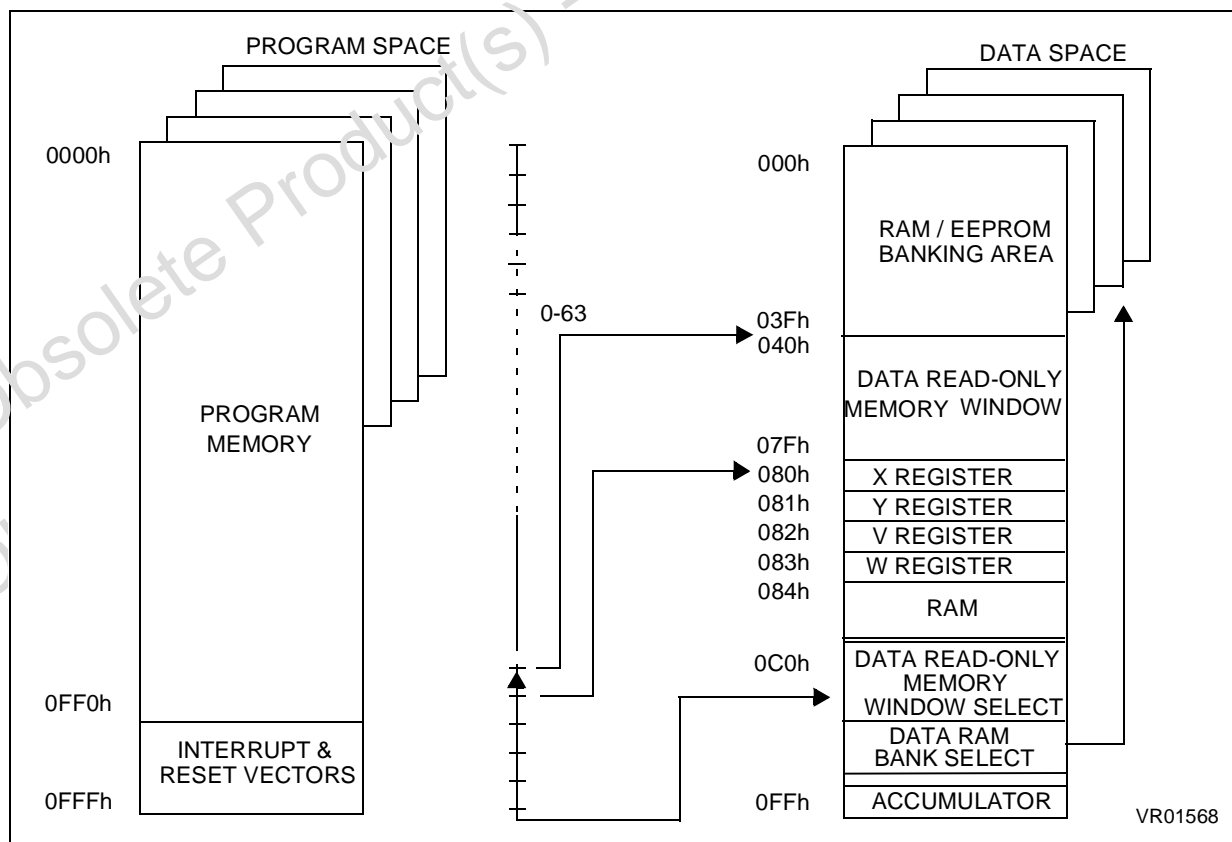 PROGRAM SPACE
0000h
PROGRAM
MEMORY
0FF0h
INTERRUPT &
RESET VECTORS
0FFFh
0-63
DATA SPACE
000h
RAM / EEPROM
BANKING AREA
03Fh
040h
DATA READ-ONLY
MEMORY WINDOW
07Fh
080h
X REGISTER
081h
Y REGISTER
082h
V REGISTER
083h
W REGISTER
084h
RAM
0C0h
DATA READ-ONLY
MEMORY
WINDOW SELECT
DATA RAM
BANK SELECT
0FFh
ACCUMULATOR
VR01568
Obsolete Product(s)